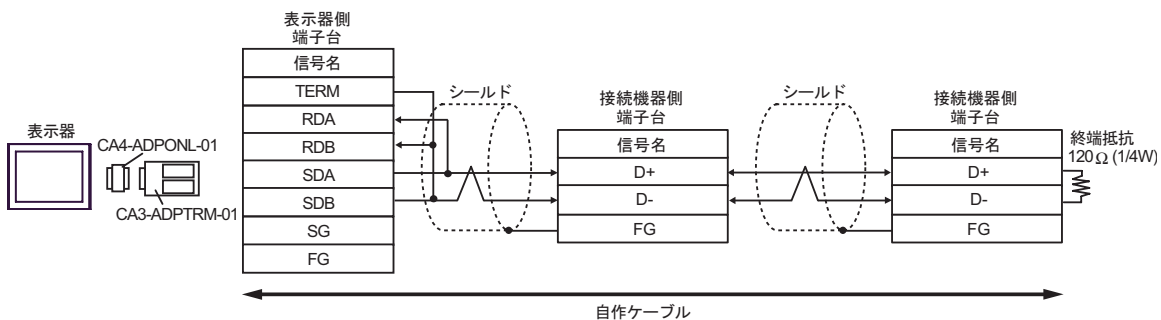 表示器
CA4-ADPONL-01
CA3-ADPTRM-01
表示器側
端子台
信号名
TERM
RDA
RDB
SDA
SDB
SG
FG
シールド
接続機器側
端子台
信号名
D+
D-
FG
シールド
接続機器側
端子台
信号名
D+
D-
FG
終端抵抗
120Ω (1/4W)
自作ケーブル